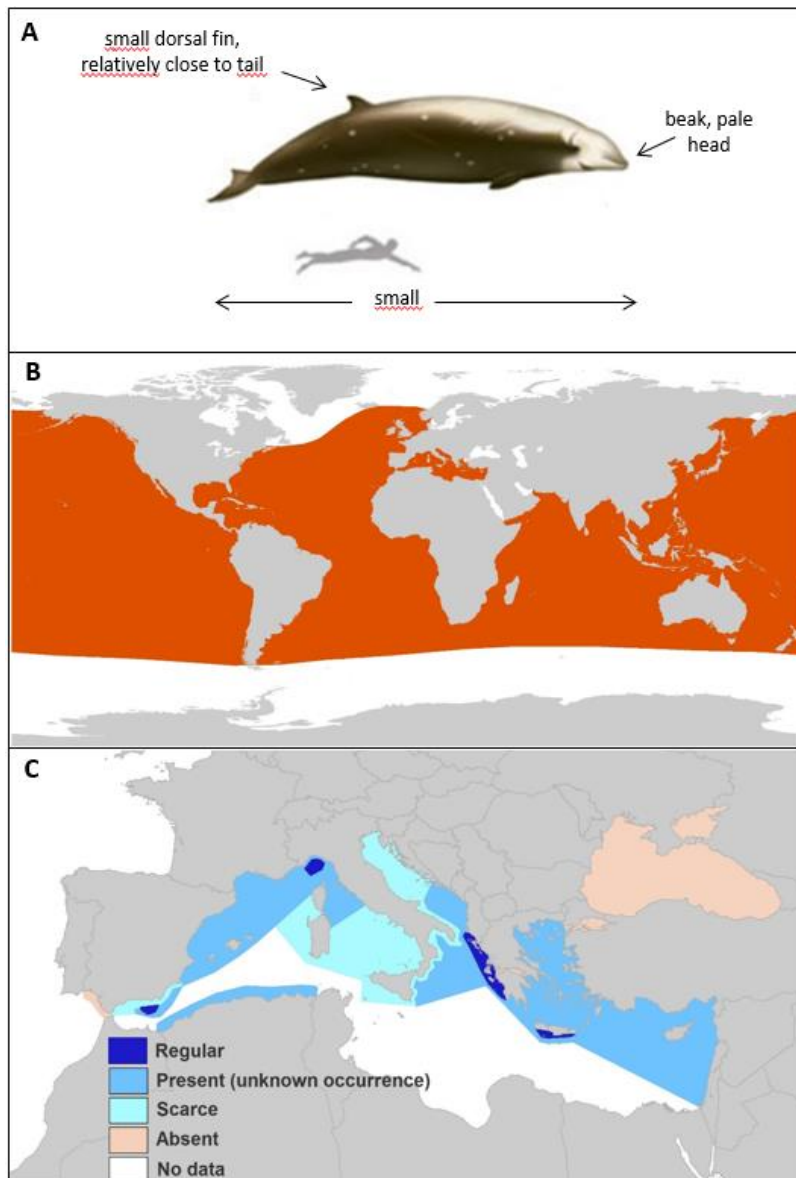 A
small dorsal fin,
relatively close to tail
beak, pale
head
small
B
C
Regular
Present (unknown occurrence)
Scarce
Absent
No data